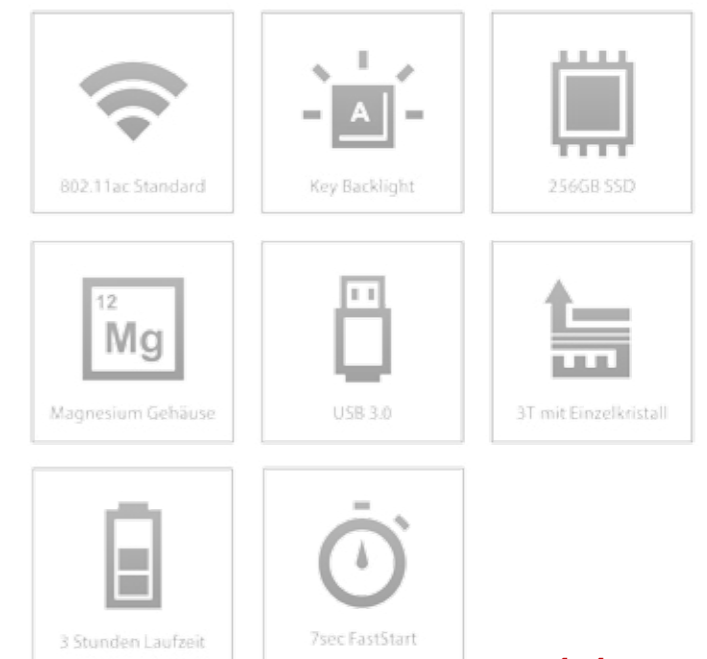 802.11ac Standard
A
Key Backlight
256GB SSD
12
Mg
Magnesium Gehäuse
USB 3.0
3T mit Einzelkristall
3 Stunden Laufzeit
7sec FastStart